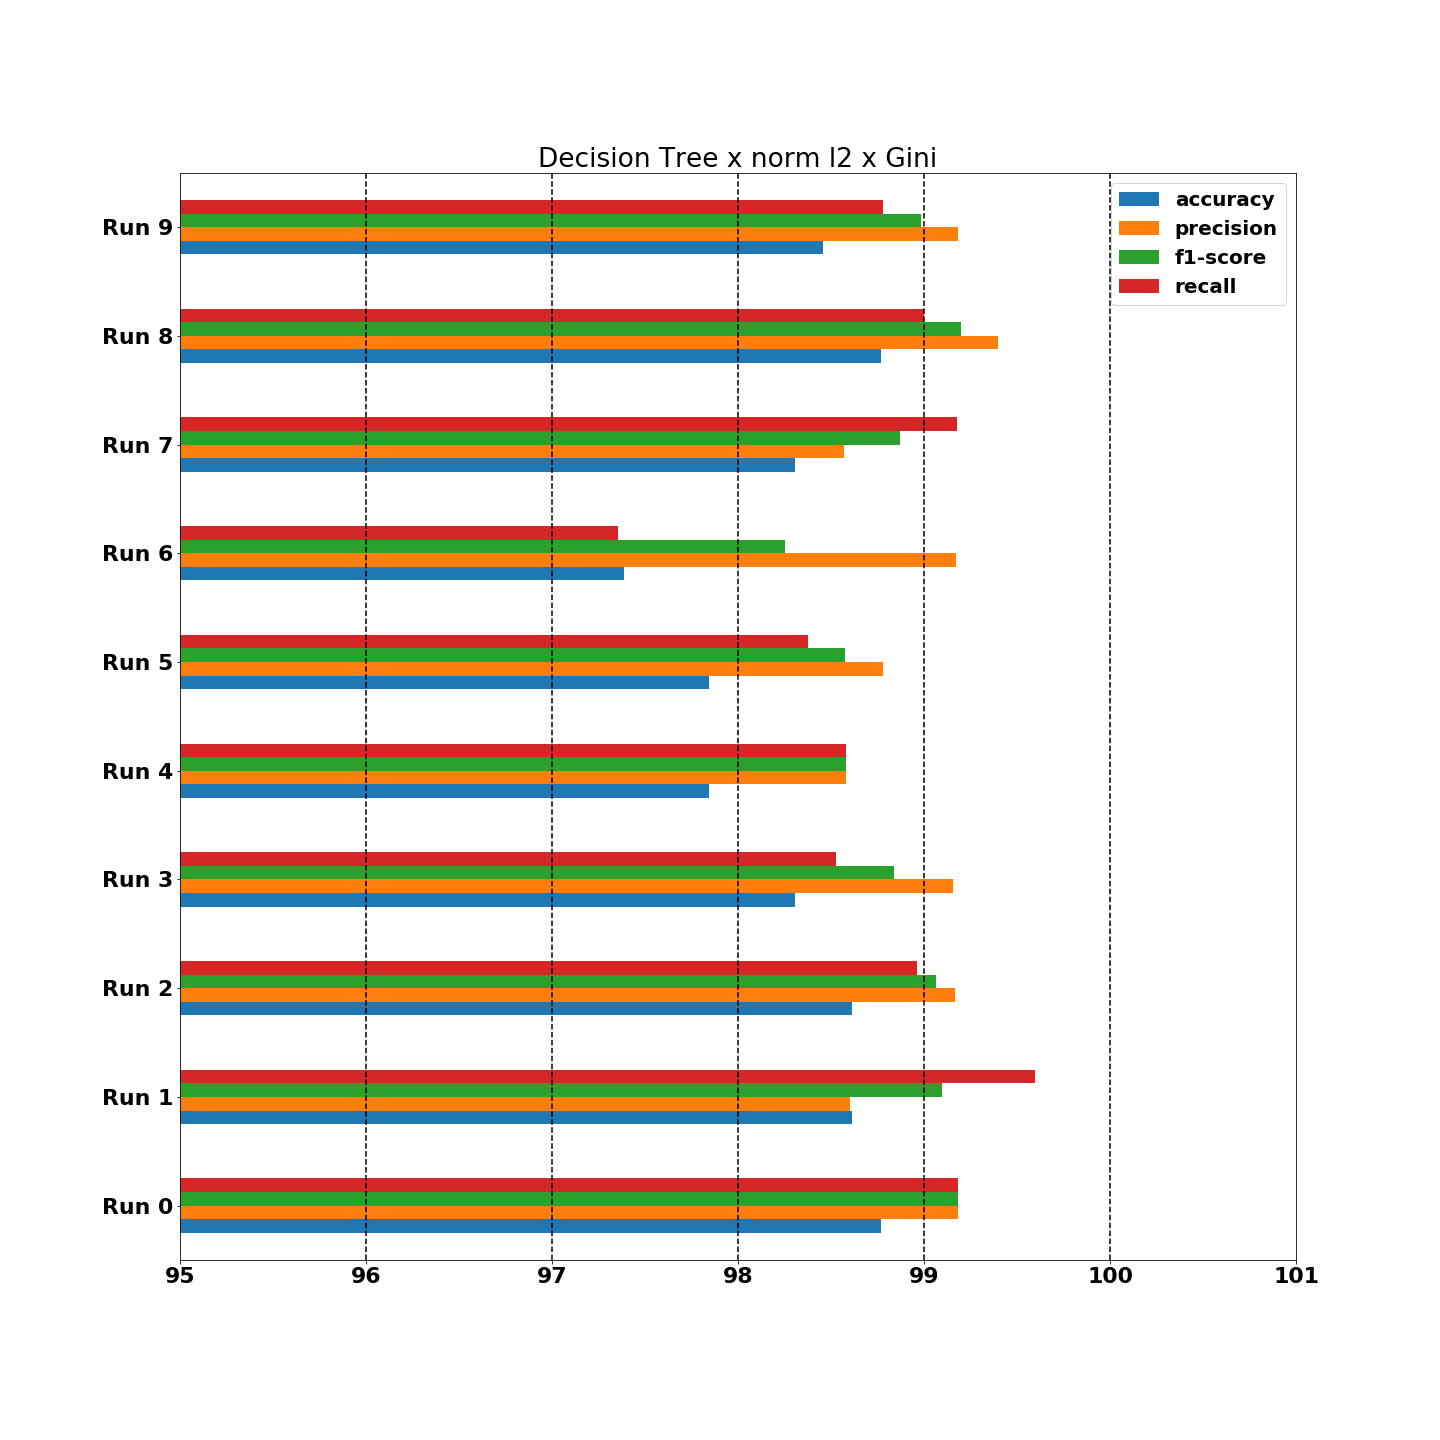 Decision Tree x norm l2 x Gini
accuracy
precision
f1-score
recall
Run 9
Run 8
Run 7
Run 6
Run 5
Run 4
Run 3
Run 2
Run 1
Run 0
95 96 97 98 99 100 101